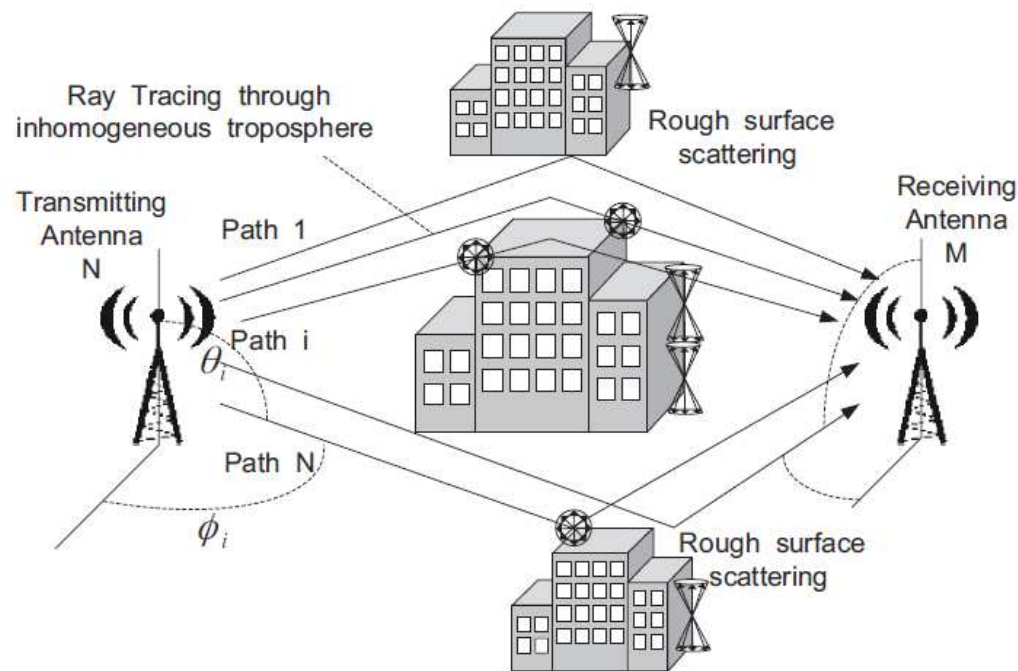 Ray Tracing through
inhomogeneous troposphere
Rough surface
scattering
Transmitting
Antenna
N
Receiving
Antenna
M
Path 1
Path i
θi
Path N
ϕi
Rough surface
scattering